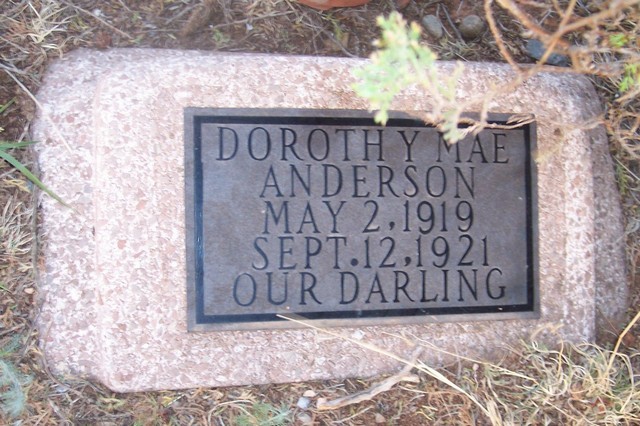 DOROTHY MAE
ANDERSON
MAY 2, 1919
SEPT. 12, 1921
OUR DARLING